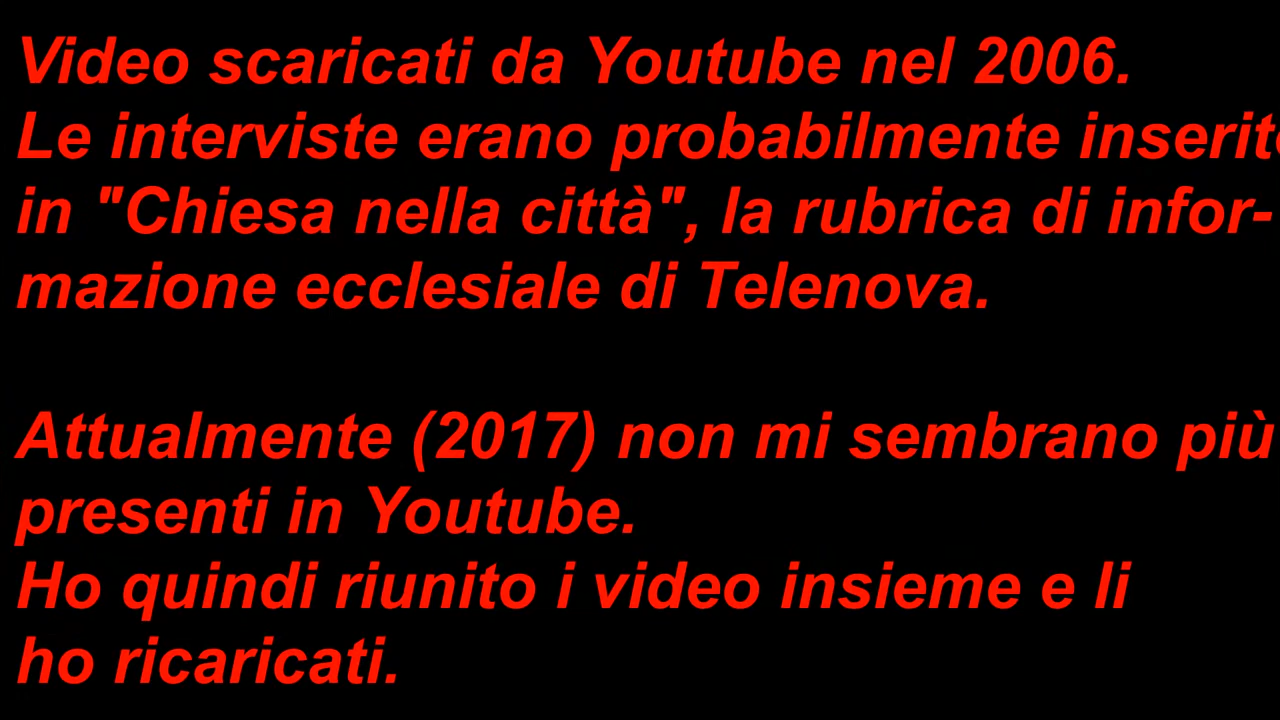 Video scaricati da Youtube nel 2006.
Le interviste erano probabilmente inserite
in "Chiesa nella città", la rubrica di infor-
mazione ecclesiale di Telenova.
Attualmente (2017) non mi sembrano più
presenti in Youtube.
Ho quindi riunito i video insieme e li
ho ricaricati.